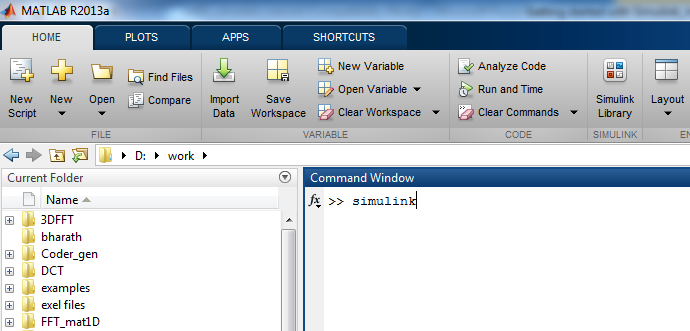 MATLAB R2013a
Getting started with Simulink
HOME PLOTS APPS SHORTCUTS
New Script
New
Open
Find Files
Compare
Import Data
Save Workspace
New Variable
Open Variable
Clear Workspace
Analyze Code
Run and Time
Clear Commands
Simulink Library
Layout
FILE VARIABLE CODE SIMULINK EN
D: work
Current Folder
Name
3DFFT
bharath
Coder_gen
DCT
examples
exel files
FFT_mat1D
Command Window
fx >> simulink